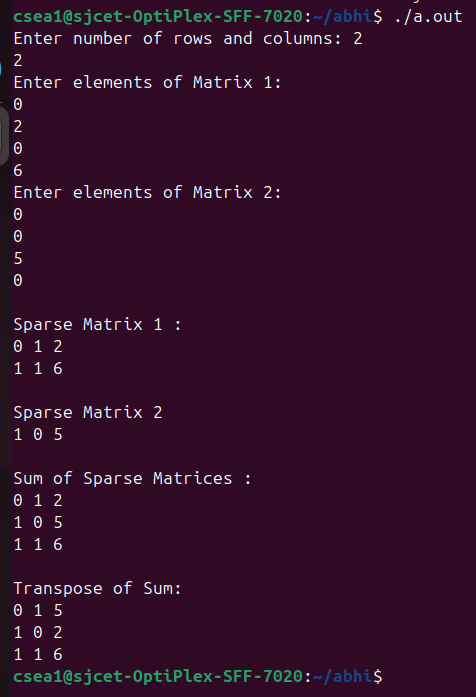 csea1@sjcet-OptiPlex-SFF-7020:~/abhi$ ./a.out
Enter number of rows and columns: 2
2
Enter elements of Matrix 1:
0
2
0
6
Enter elements of Matrix 2:
0
0
5
0
Sparse Matrix 1 :
0 1 2
1 1 6
Sparse Matrix 2
1 0 5
Sum of Sparse Matrices :
0 1 2
1 0 5
1 1 6
Transpose of Sum:
0 1 5
1 0 2
1 1 6
csea1@sjcet-OptiPlex-SFF-7020:~/abhi$